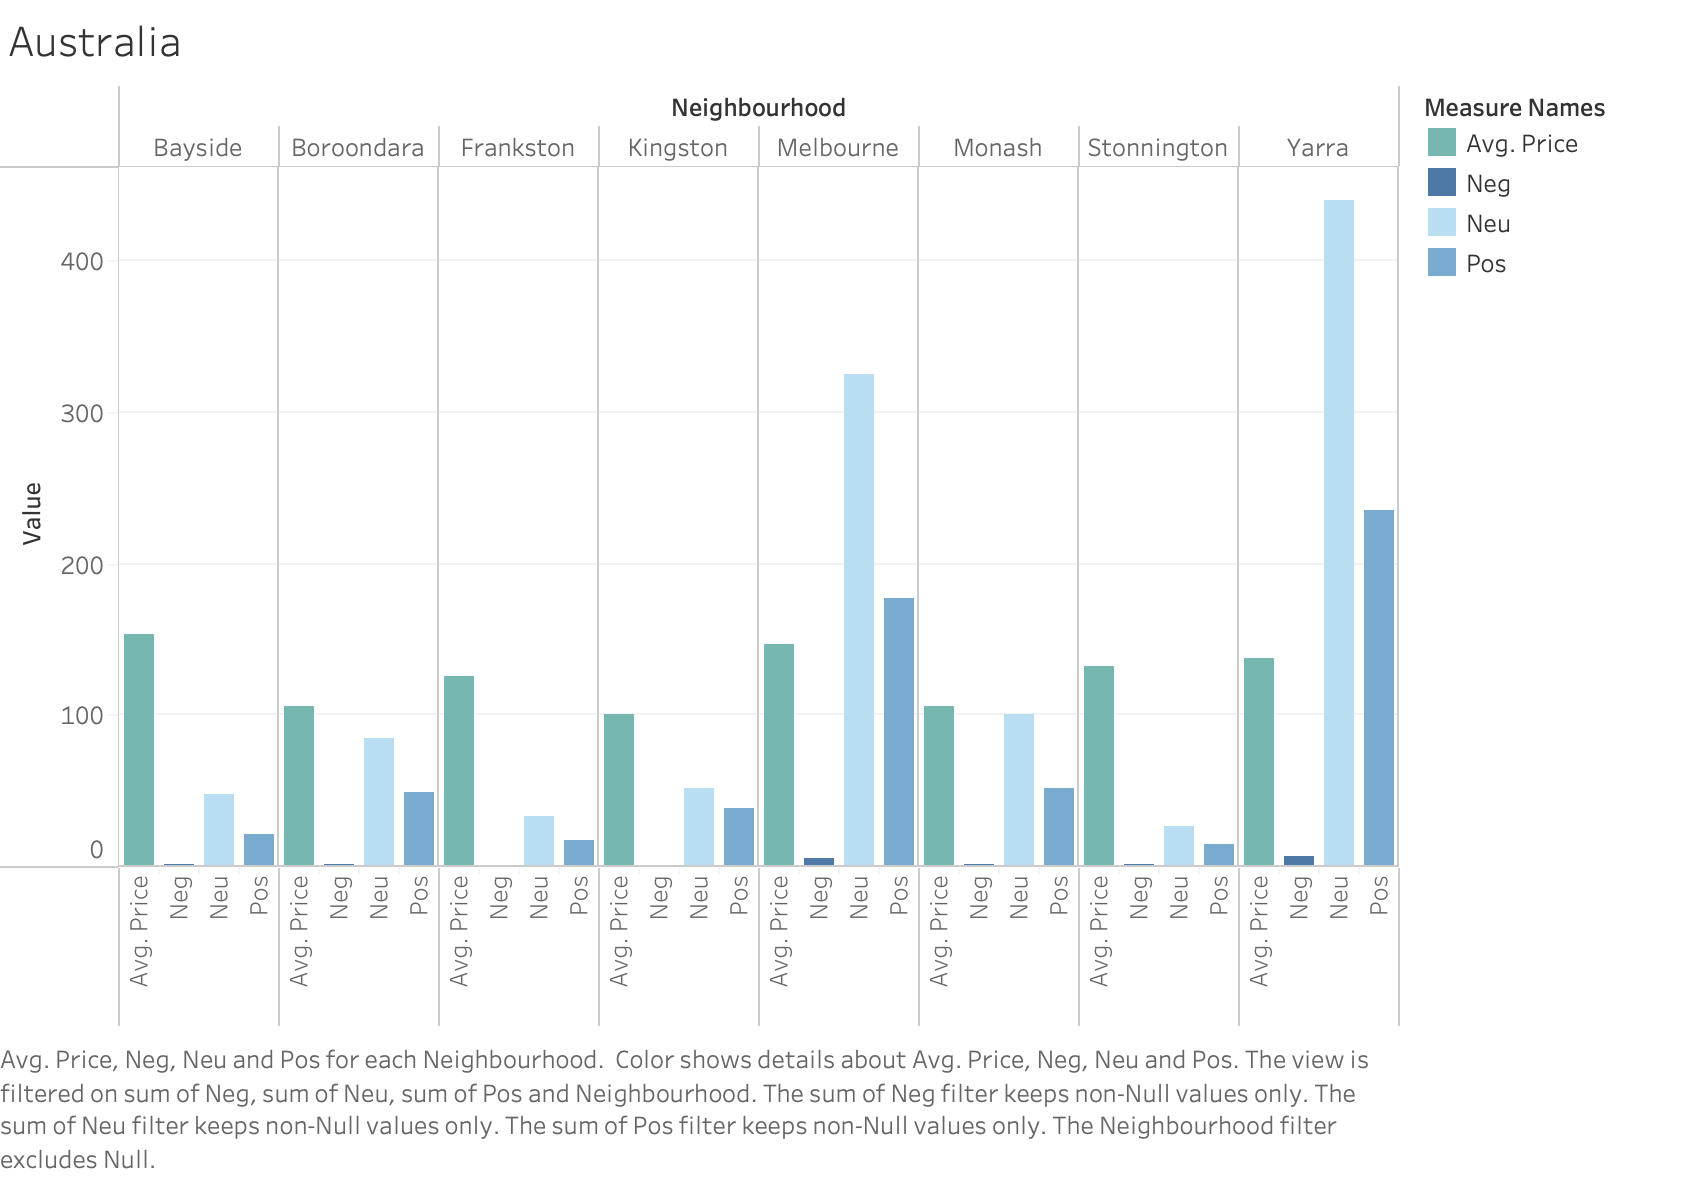 Australia
Neighbourhood
Measure Names
Bayside Boroondara Frankston Kingston Melbourne Monash Stonnington Yarra
Avg. Price
Neg
Neu
Pos
400
300
200
100
0
Value
Avg. Price Neg Neu Pos Avg. Price Neg Neu Pos Avg. Price Neg Neu Pos Avg. Price Neg Neu Pos Avg. Price Neg Neu Pos Avg. Price Neg Neu Pos Avg. Price Neg Neu Pos Avg. Price Neg Neu Pos
Avg. Price, Neg, Neu and Pos for each Neighbourhood.  Color shows details about Avg. Price, Neg, Neu and Pos. The view is
filtered on sum of Neg, sum of Neu, sum of Pos and Neighbourhood. The sum of Neg filter keeps non-Null values only. The
sum of Neu filter keeps non-Null values only. The sum of Pos filter keeps non-Null values only. The Neighbourhood filter
excludes Null.